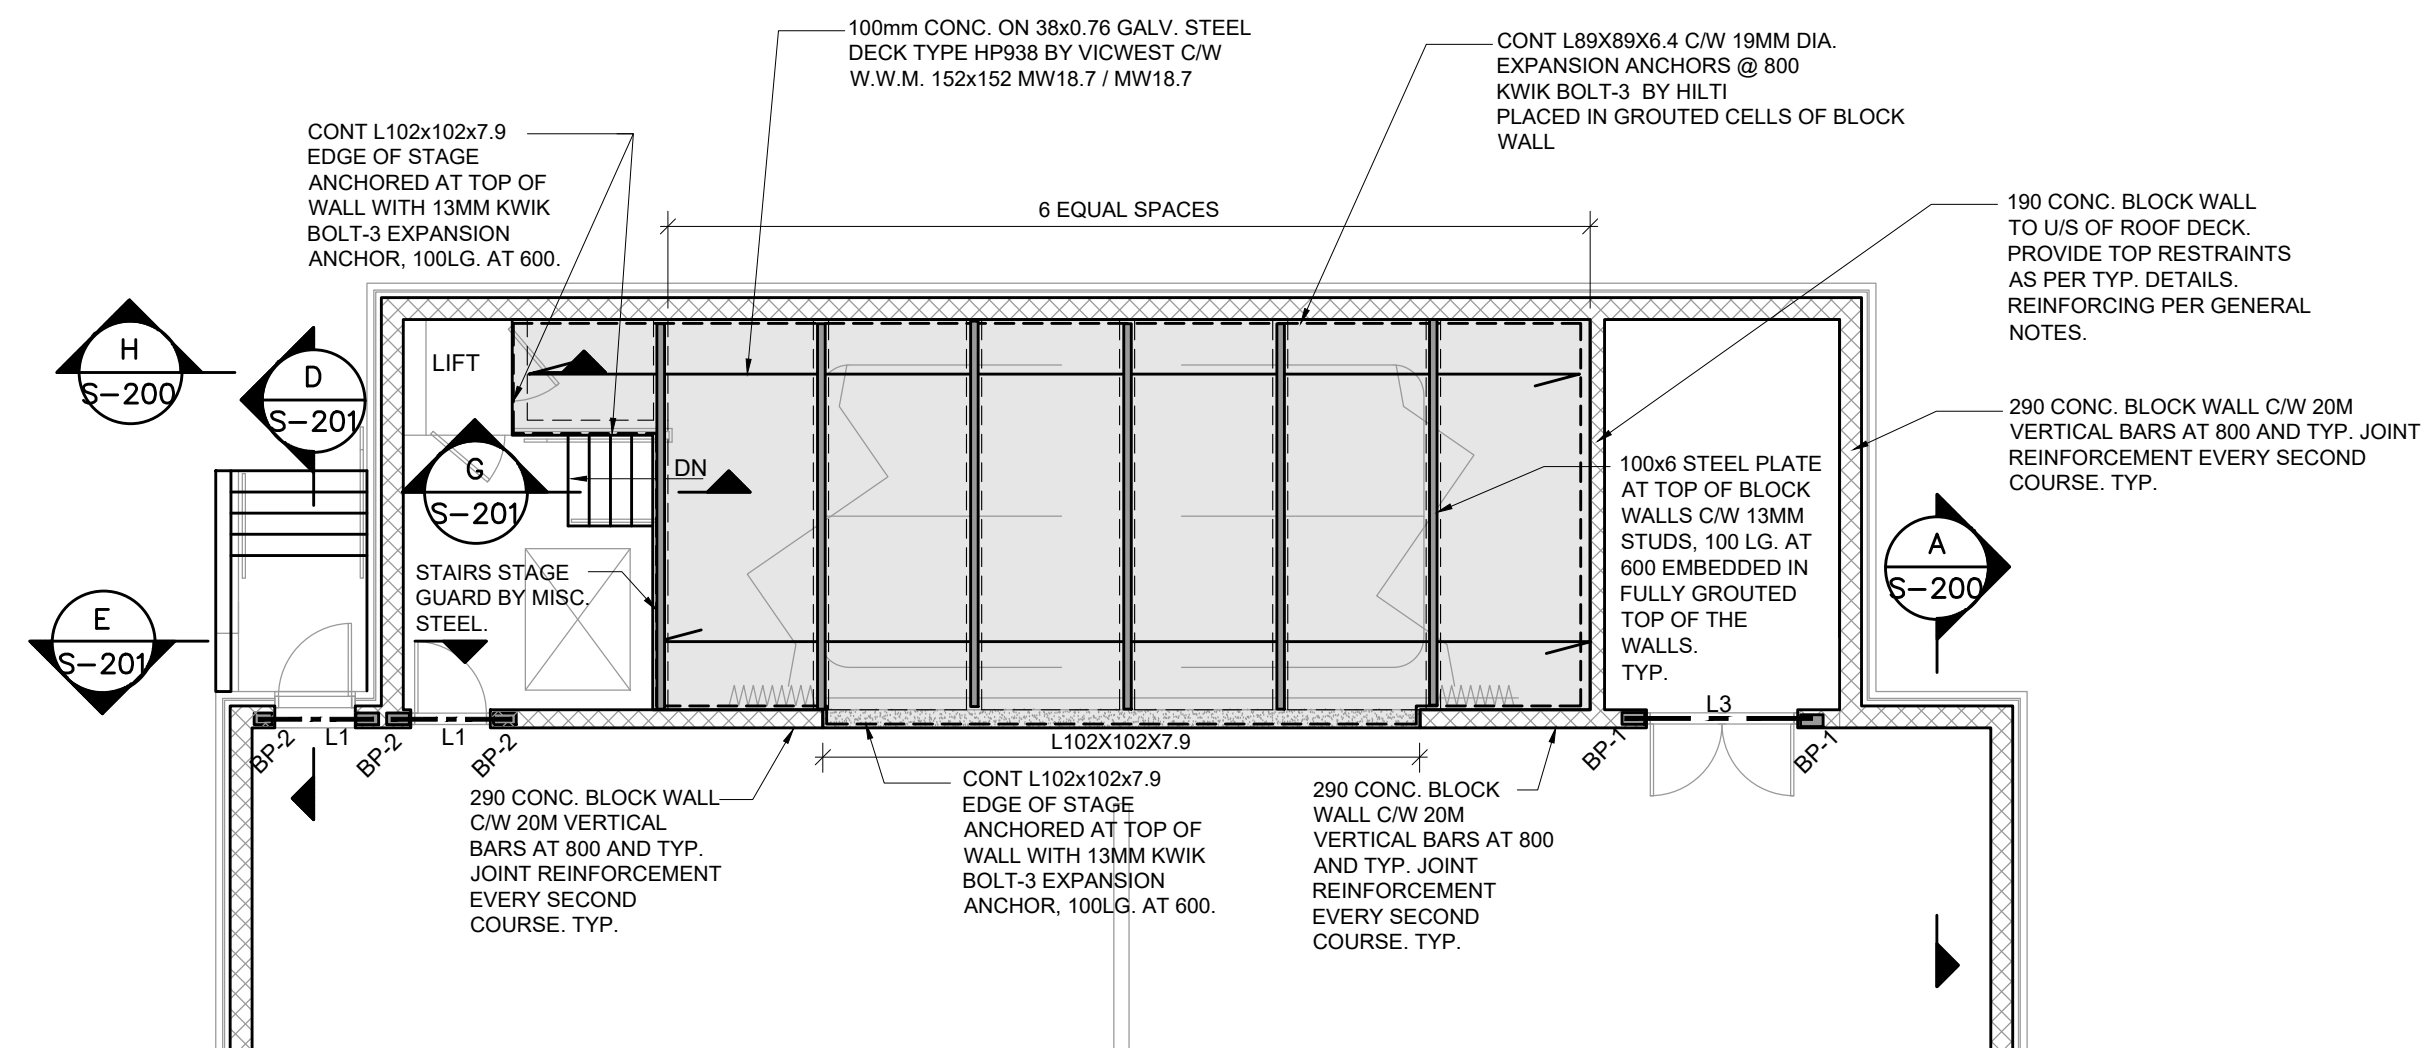 100mm CONC. ON 38x0.76 GALV. STEEL
DECK TYPE HP938 BY VICWEST C/W
W.W.M. 152x152 MW18.7 / MW18.7
CONT L89X89X6.4 C/W 19MM DIA.
EXPANSION ANCHORS @ 800
KWIK BOLT-3 BY HILTI
PLACED IN GROUTED CELLS OF BLOCK
WALL
CONT L102x102x7.9
EDGE OF STAGE
ANCHORED AT TOP OF
WALL WITH 13MM KWIK
BOLT-3 EXPANSION
ANCHOR, 100LG. AT 600.
6 EQUAL SPACES
190 CONC. BLOCK WALL
TO U/S OF ROOF DECK.
PROVIDE TOP RESTRAINTS
AS PER TYP. DETAILS.
REINFORCING PER GENERAL
NOTES.
H
S-200
D
S-201
LIFT
290 CONC. BLOCK WALL C/W 20M
VERTICAL BARS AT 800 AND TYP. JOINT
REINFORCEMENT EVERY SECOND
COURSE. TYP.
G
S-201
DN
100x6 STEEL PLATE
AT TOP OF BLOCK
WALLS C/W 13MM
STUDS, 100 LG. AT
600 EMBEDDED IN
FULLY GROUTED
TOP OF THE
WALLS.
TYP.
A
S-200
STAIRS STAGE
GUARD BY MISC.
STEEL.
E
S-201
BP-2
L1
BP-2
L1
BP-2
L102X102X7.9
L3
BP-1
BP-1
290 CONC. BLOCK WALL
C/W 20M VERTICAL
BARS AT 800 AND TYP.
JOINT REINFORCEMENT
EVERY SECOND
COURSE. TYP.
CONT L102x102x7.9
EDGE OF STAGE
ANCHORED AT TOP OF
WALL WITH 13MM KWIK
BOLT-3 EXPANSION
ANCHOR, 100LG. AT 600.
290 CONC. BLOCK
WALL C/W 20M
VERTICAL BARS AT 800
AND TYP. JOINT
REINFORCEMENT
EVERY SECOND
COURSE. TYP.